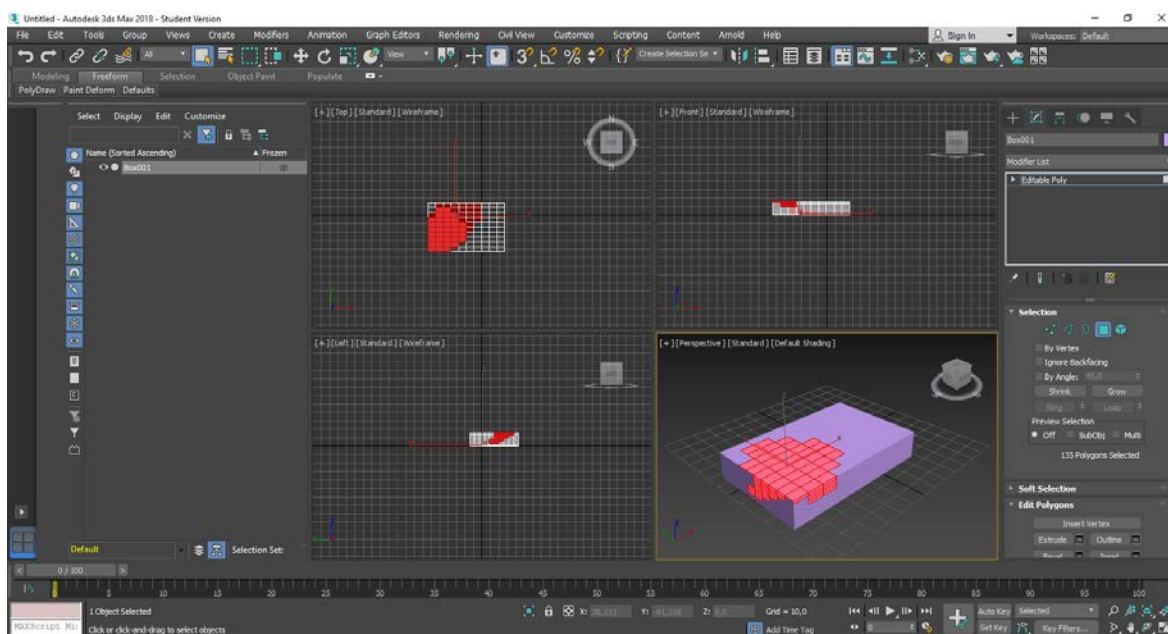 Untitled - Autodesk 3ds Max 2018 - Student Version
File Edit Tools Group Views Create Modifiers Animation Graph Editors Rendering Civil View Customize Scripting Content Arnold Help Sign In Workspaces: Default
All View Create Selection Se
Modeling Freeform Selection Object Paint Populate
PolyDraw Paint Deform Defaults
Select Display Edit Customize
Name (Sorted Ascending) Frozen
Box001
[+] [Top] [Standard] [Wireframe]
[+] [Front] [Standard] [Wireframe]
[+] [Left] [Standard] [Wireframe]
[+] [Perspective] [Standard] [Default Shading]
Box001
Modifier List
Editable Poly
Selection
By Vertex
Ignore Backfacing
By Angle: 45,0
Shrink Grow
Ring Loop
Preview Selection
Off SubObj Multi
135 Polygons Selected
Soft Selection
Edit Polygons
Insert Vertex
Extrude Outline
Bevel Inset
Default Selection Set:
0 / 100
0 5 10 15 20 25 30 35 40 45 50 55 60 65 70 75 80 85 90 95 100
1 Object Selected X: Y: Z: 0,0 Grid = 10,0 Auto Key Selected
MAXScript Mi Click or click-and-drag to select objects Add Time Tag 0 Set Key Key Filters...